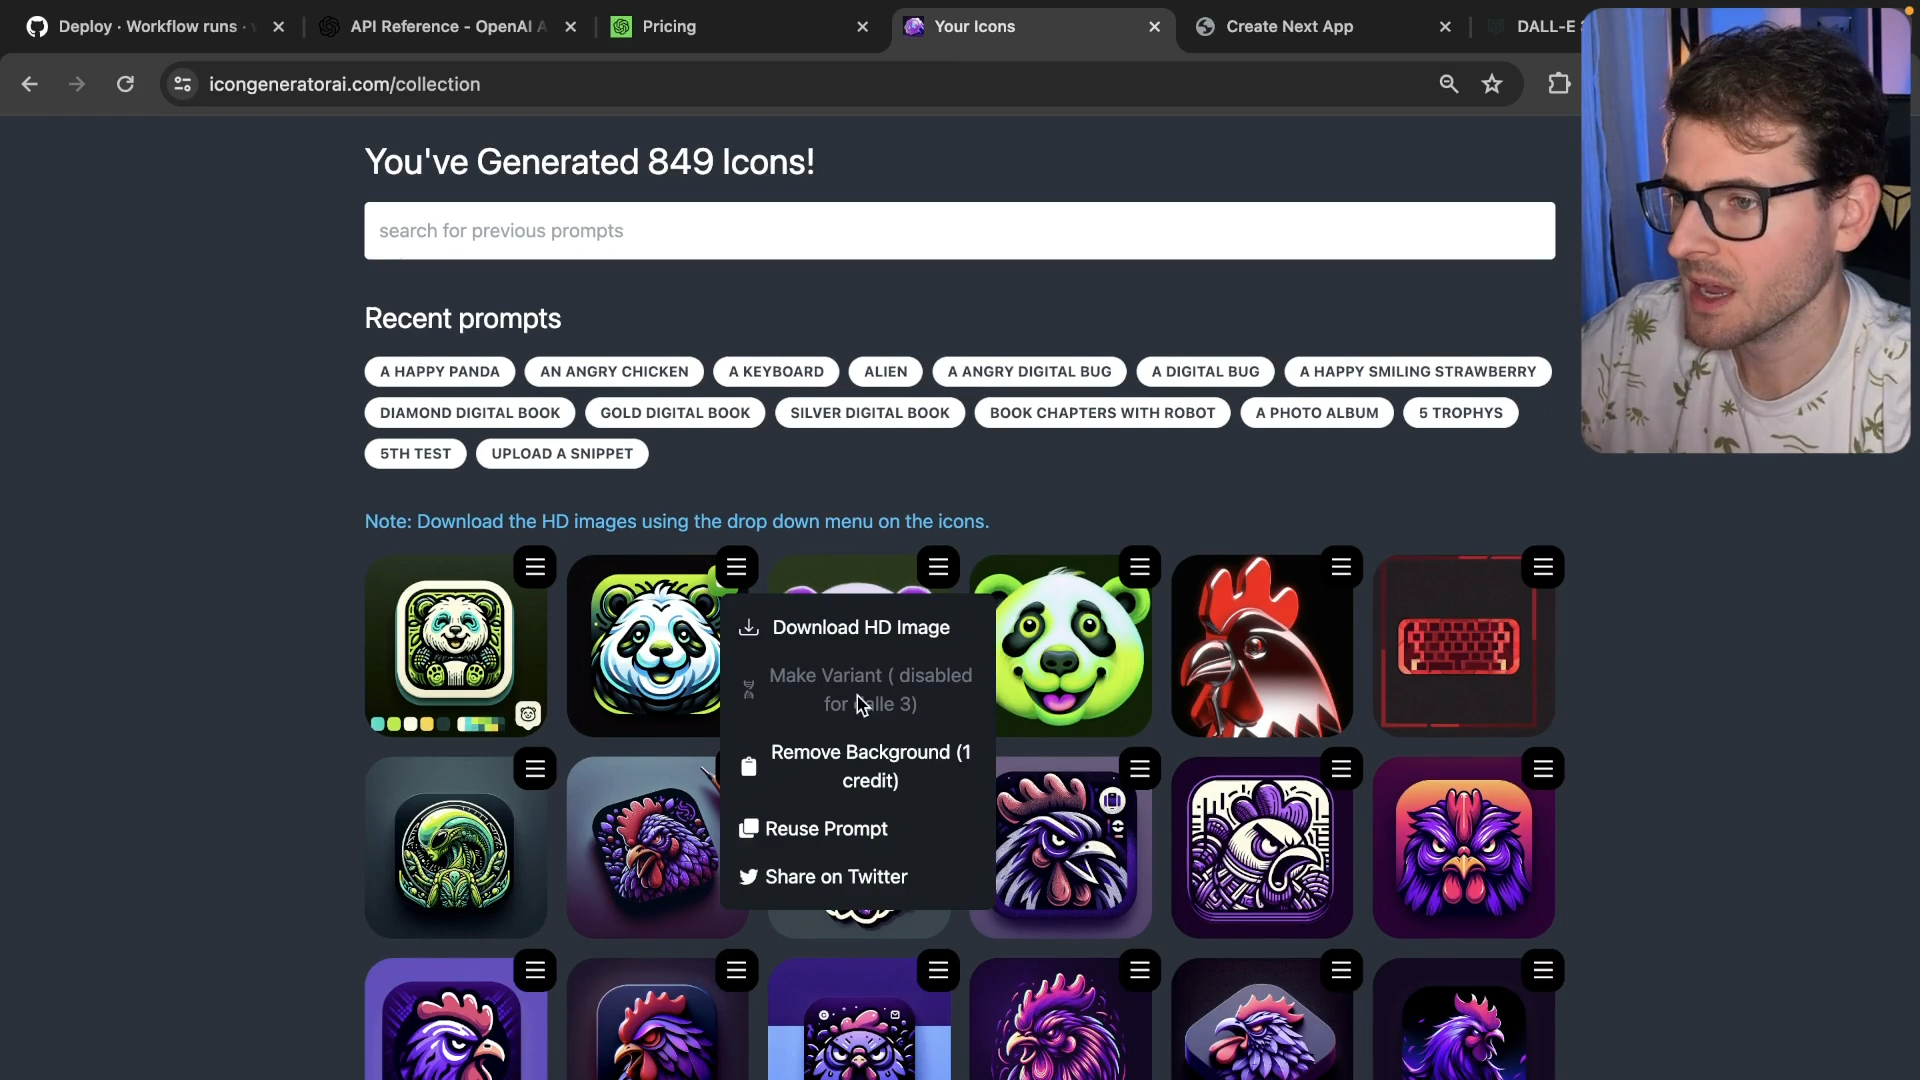 Deploy · Workflow runs ·
API Reference - OpenAI A
Pricing
Your Icons
Create Next App
DALL-E
icongeneratorai.com/collection
You've Generated 849 Icons!
search for previous prompts
Recent prompts
A HAPPY PANDA
AN ANGRY CHICKEN
A KEYBOARD
ALIEN
A ANGRY DIGITAL BUG
A DIGITAL BUG
A HAPPY SMILING STRAWBERRY
DIAMOND DIGITAL BOOK
GOLD DIGITAL BOOK
SILVER DIGITAL BOOK
BOOK CHAPTERS WITH ROBOT
A PHOTO ALBUM
5 TROPHYS
5TH TEST
UPLOAD A SNIPPET
Note: Download the HD images using the drop down menu on the icons.
Download HD Image
Make Variant ( disabled
for dalle 3)
Remove Background (1
credit)
Reuse Prompt
Share on Twitter